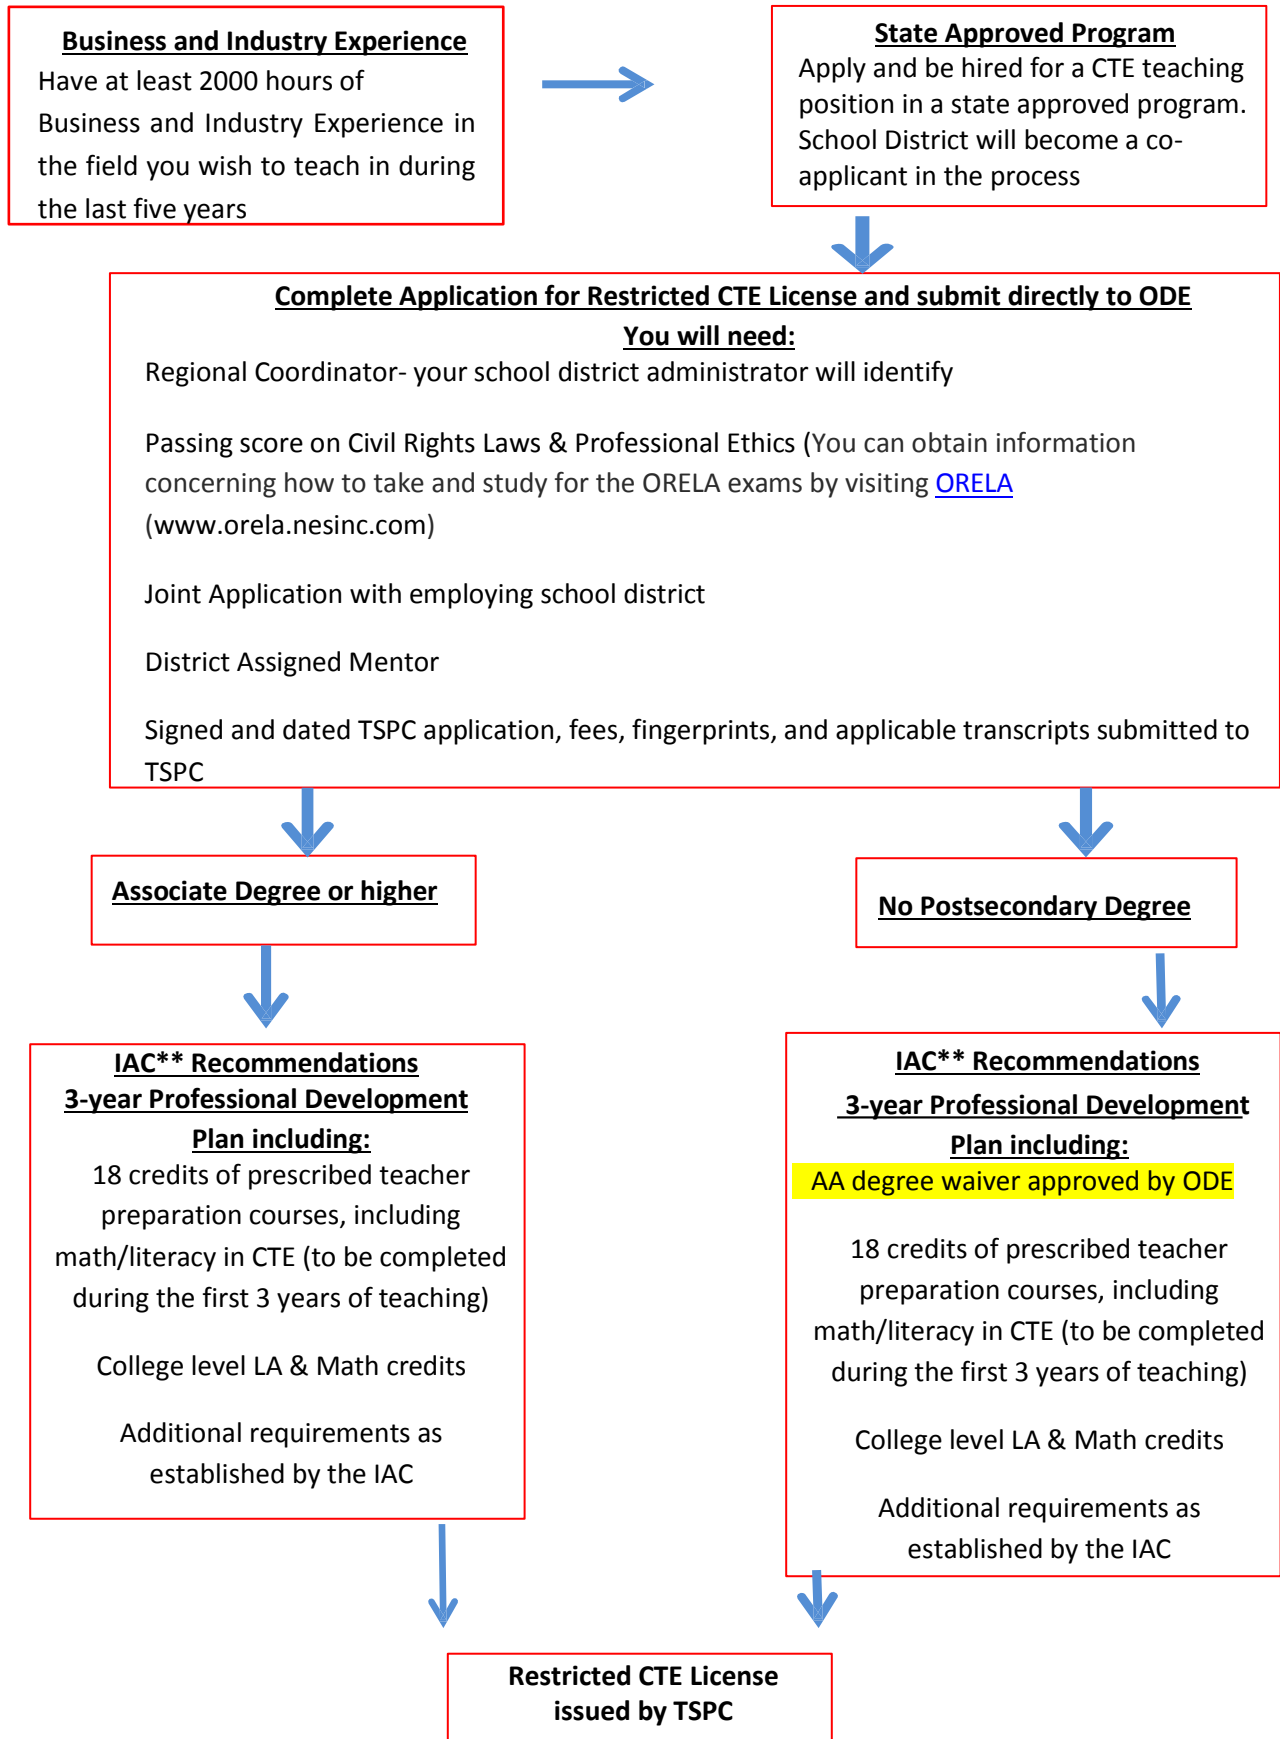 Business and Industry Experience
Have at least 2000 hours of
Business and Industry Experience in
the field you wish to teach in during
the last five years
State Approved Program
Apply and be hired for a CTE teaching
position in a state approved program.
School District will become a co-
applicant in the process
Complete Application for Restricted CTE License and submit directly to ODE
You will need:
Regional Coordinator- your school district administrator will identify
Passing score on Civil Rights Laws & Professional Ethics (You can obtain information
concerning how to take and study for the ORELA exams by visiting ORELA
(www.orela.nesinc.com)
Joint Application with employing school district
District Assigned Mentor
Signed and dated TSPC application, fees, fingerprints, and applicable transcripts submitted to
TSPC
Associate Degree or higher
No Postsecondary Degree
IAC** Recommendations
3-year Professional Development
Plan including:
18 credits of prescribed teacher
preparation courses, including
math/literacy in CTE (to be completed
during the first 3 years of teaching)
College level LA & Math credits
Additional requirements as
established by the IAC
IAC** Recommendations
3-year Professional Development
Plan including:
AA degree waiver approved by ODE
18 credits of prescribed teacher
preparation courses, including
math/literacy in CTE (to be completed
during the first 3 years of teaching)
College level LA & Math credits
Additional requirements as
established by the IAC
Restricted CTE License
issued by TSPC